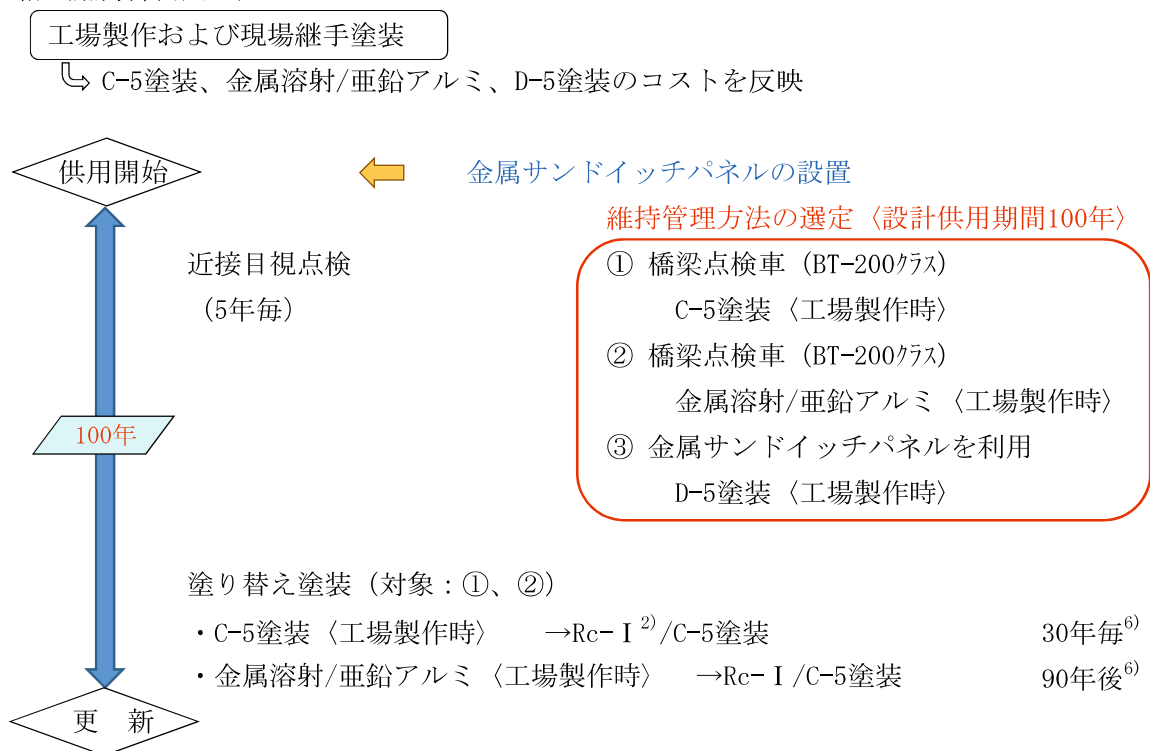 工場製作および現場継手塗装
C-5塗装、金属溶射/亜鉛アルミ、D-5塗装のコストを反映
供用開始
金属サンドイッチパネルの設置
維持管理方法の選定〈設計供用期間100年〉
近接目視点検
(5年毎)
① 橋梁点検車 (BT-200クラス)
C-5塗装〈工場製作時〉
② 橋梁点検車 (BT-200クラス)
金属溶射/亜鉛アルミ〈工場製作時〉
③ 金属サンドイッチパネルを利用
D-5塗装〈工場製作時〉
100年
塗り替え塗装 (対象:①、②)
・C-5塗装〈工場製作時〉 →Rc-Ⅰ2)/C-5塗装 30年毎6)
・金属溶射/亜鉛アルミ〈工場製作時〉 →Rc-Ⅰ/C-5塗装 90年後6)
更 新